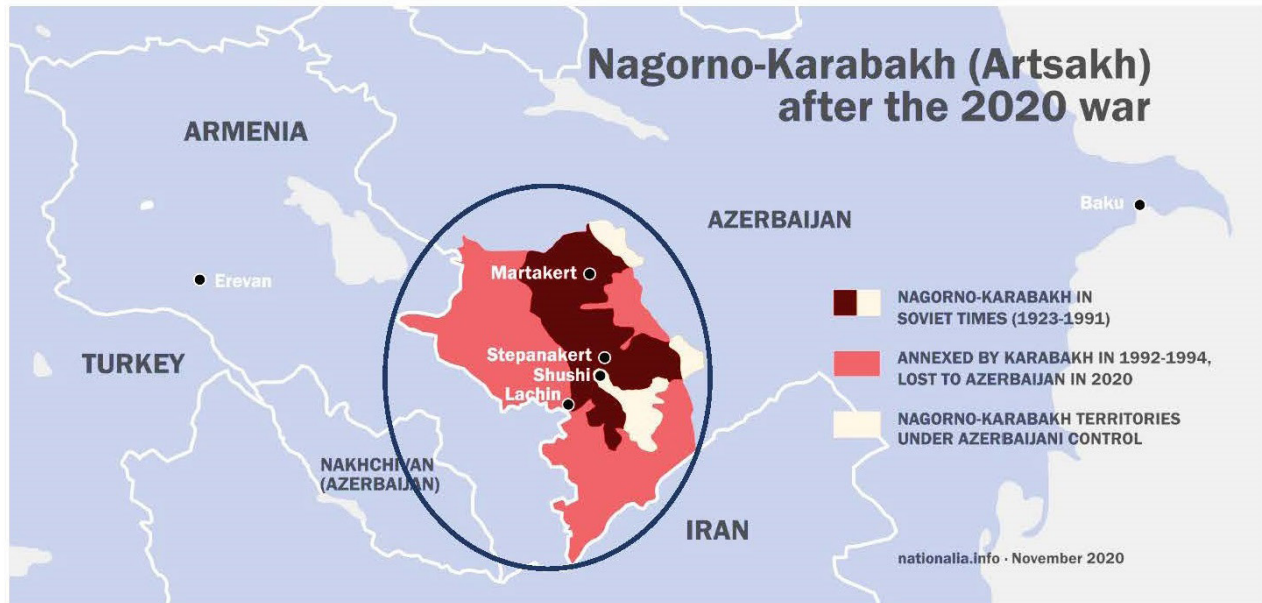 Nagorno-Karabakh (Artsakh)
after the 2020 war
ARMENIA
AZERBAIJAN
Baku
Martakert
Erevan
NAGORNO-KARABAKH IN
SOVIET TIMES (1923-1991)
TURKEY
Stepanakert
Shushi
Lachin
ANNEXED BY KARABAKH IN 1992-1994,
LOST TO AZERBAIJAN IN 2020
NAGORNO-KARABAKH TERRITORIES
UNDER AZERBAIJANI CONTROL
NAKHCHIVAN
(AZERBAIJAN)
IRAN
nationalia.info · November 2020